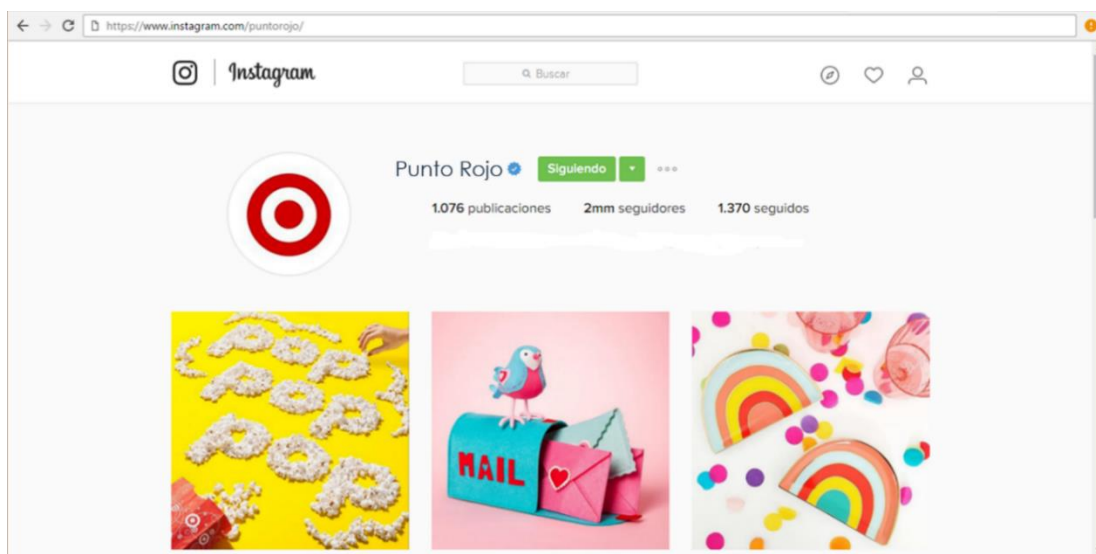 https://www.instagram.com/puntorojo/
Instagram
Buscar
Punto Rojo Siguiendo
1.076 publicaciones 2mm seguidores 1.370 seguidos
POP
POP
POP
MAIL